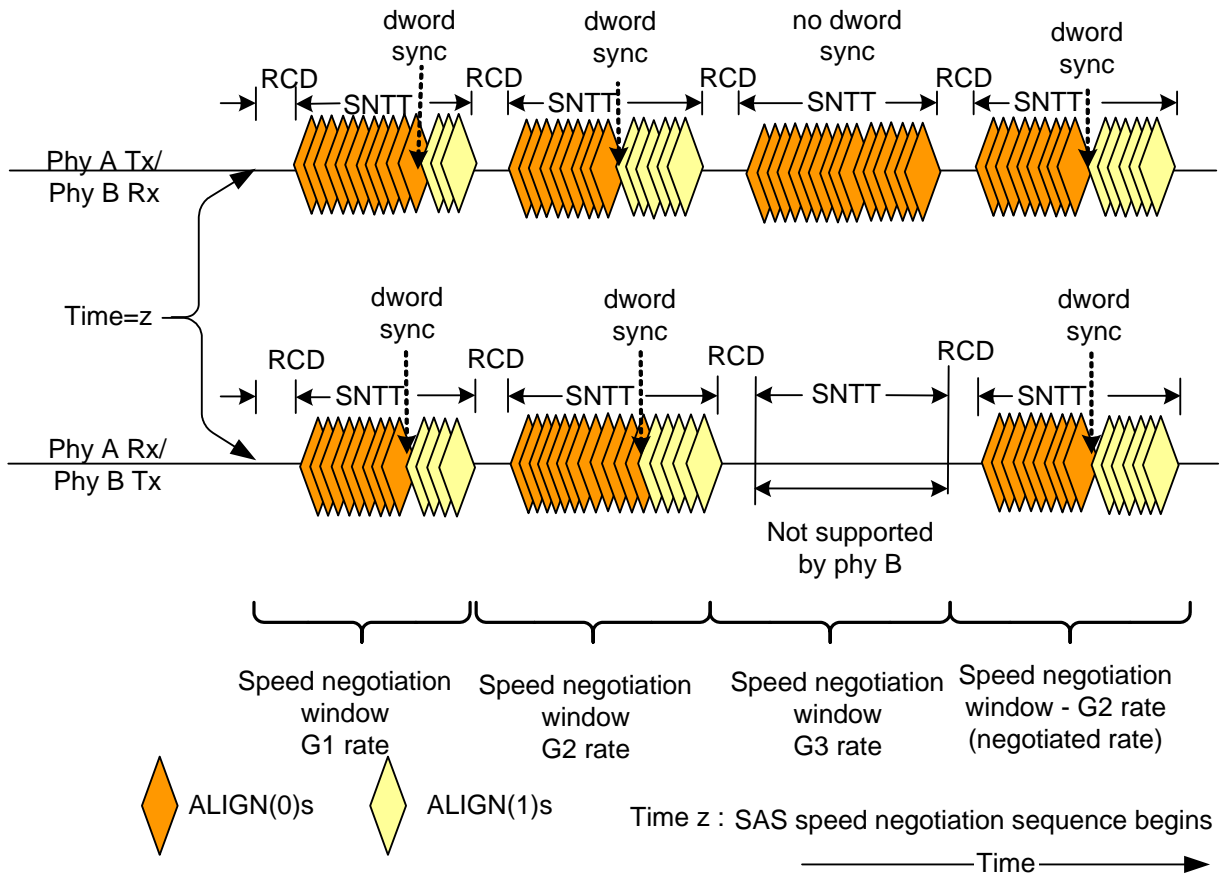 dword
sync
dword
sync
no dword
sync
dword
sync
RCD
RCD
RCD
RCD
SNTT
SNTT
SNTT
SNTT
Phy A Tx/
Phy B Rx
Time=z
dword
sync
dword
sync
dword
sync
RCD
RCD
RCD
RCD
SNTT
SNTT
SNTT
SNTT
Phy A Rx/
Phy B Tx
Not supported
by phy B
Speed negotiation
window
G1 rate
Speed negotiation
window
G2 rate
Speed negotiation
window
G3 rate
Speed negotiation
window - G2 rate
(negotiated rate)
ALIGN(0)s
ALIGN(1)s
Time z : SAS speed negotiation sequence begins
Time